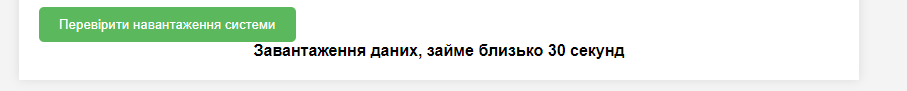 Перевірити навантаження системи
Завантаження даних, займе близько 30 секунд